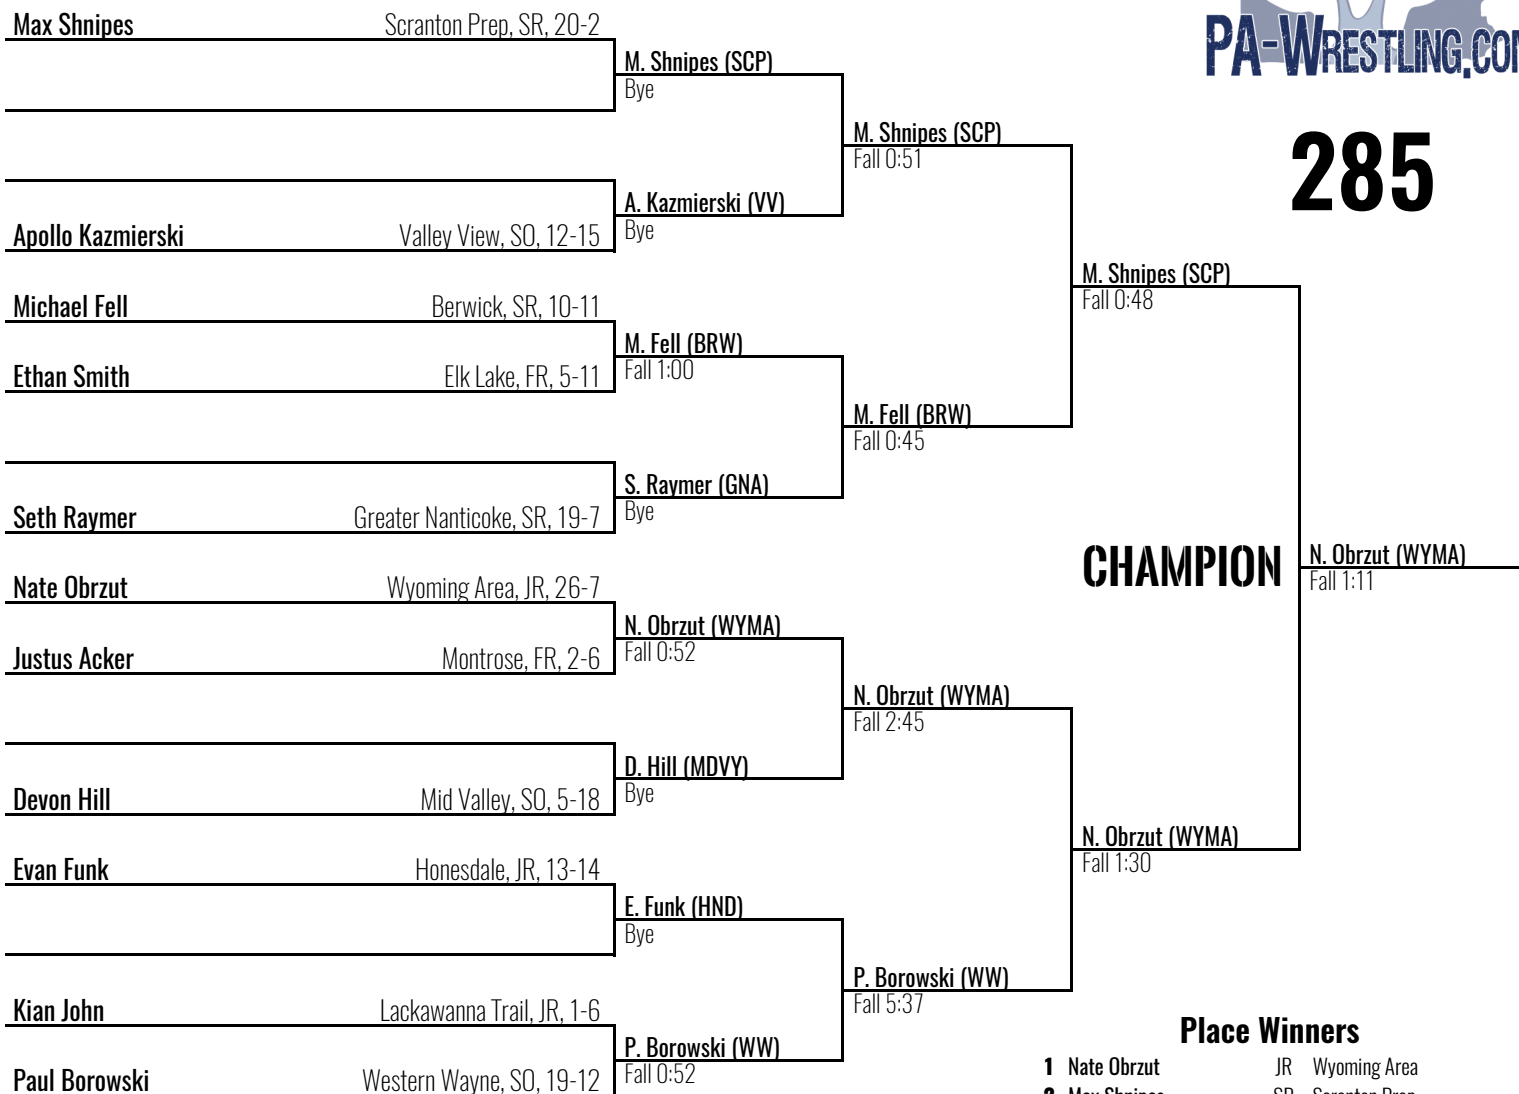 Max Shnipes Scranton Prep, SR, 20-2
M. Shnipes (SCP)
Bye
PA-WRESTLING.CO
M. Shnipes (SCP)
Fall 0:51
285
A. Kazmierski (VV)
Bye
Apollo Kazmierski Valley View, SO, 12-15
M. Shnipes (SCP)
Fall 0:48
Michael Fell Berwick, SR, 10-11
M. Fell (BRW)
Fall 1:00
Ethan Smith Elk Lake, FR, 5-11
M. Fell (BRW)
Fall 0:45
S. Raymer (GNA)
Bye
Seth Raymer Greater Nanticoke, SR, 19-7
CHAMPION
N. Obrzut (WYMA)
Fall 1:11
Nate Obrzut Wyoming Area, JR, 26-7
N. Obrzut (WYMA)
Fall 0:52
Justus Acker Montrose, FR, 2-6
N. Obrzut (WYMA)
Fall 2:45
D. Hill (MDVY)
Bye
Devon Hill Mid Valley, SO, 5-18
N. Obrzut (WYMA)
Fall 1:30
Evan Funk Honesdale, JR, 13-14
E. Funk (HND)
Bye
P. Borowski (WW)
Fall 5:37
Kian John Lackawanna Trail, JR, 1-6
P. Borowski (WW)
Fall 0:52
Paul Borowski Western Wayne, SO, 19-12
Place Winners
1 Nate Obrzut JR Wyoming Area
2 Max Shnipes SR Scranton Prep